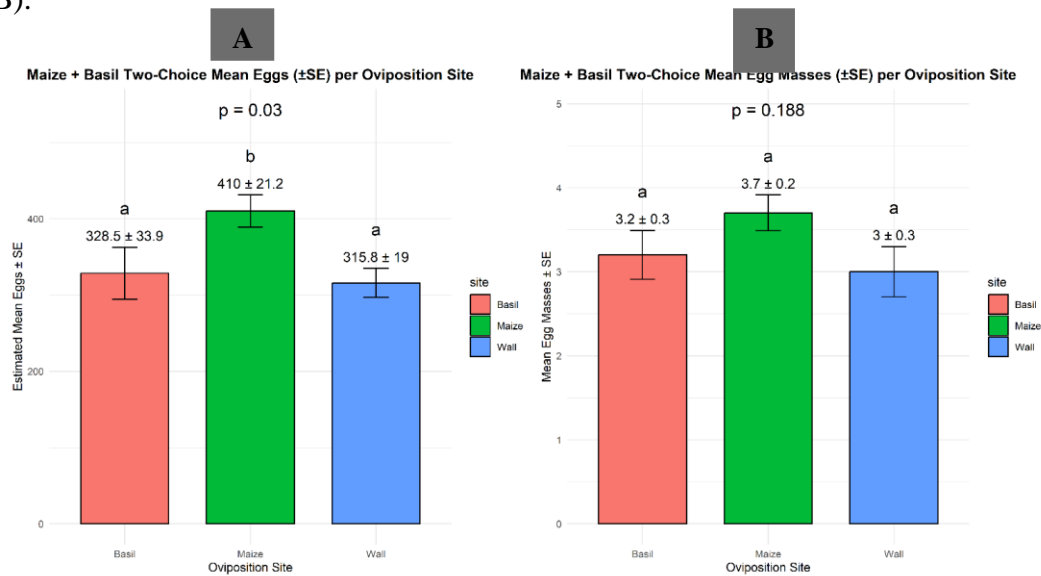 B).
A
Maize + Basil Two-Choice Mean Eggs (±SE) per Oviposition Site
p = 0.03
b
410 ± 21.2
a
328.5 ± 33.9
a
315.8 ± 19
400
200
0
Estimated Mean Eggs ± SE
Basil
Maize
Wall
Oviposition Site
site
Basil
Maize
Wall
B
Maize + Basil Two-Choice Mean Egg Masses (±SE) per Oviposition Site
p = 0.188
a
3.7 ± 0.2
a
3.2 ± 0.3
a
3 ± 0.3
5
4
3
2
1
0
Mean Egg Masses ± SE
Basil
Maize
Wall
Oviposition Site
site
Basil
Maize
Wall